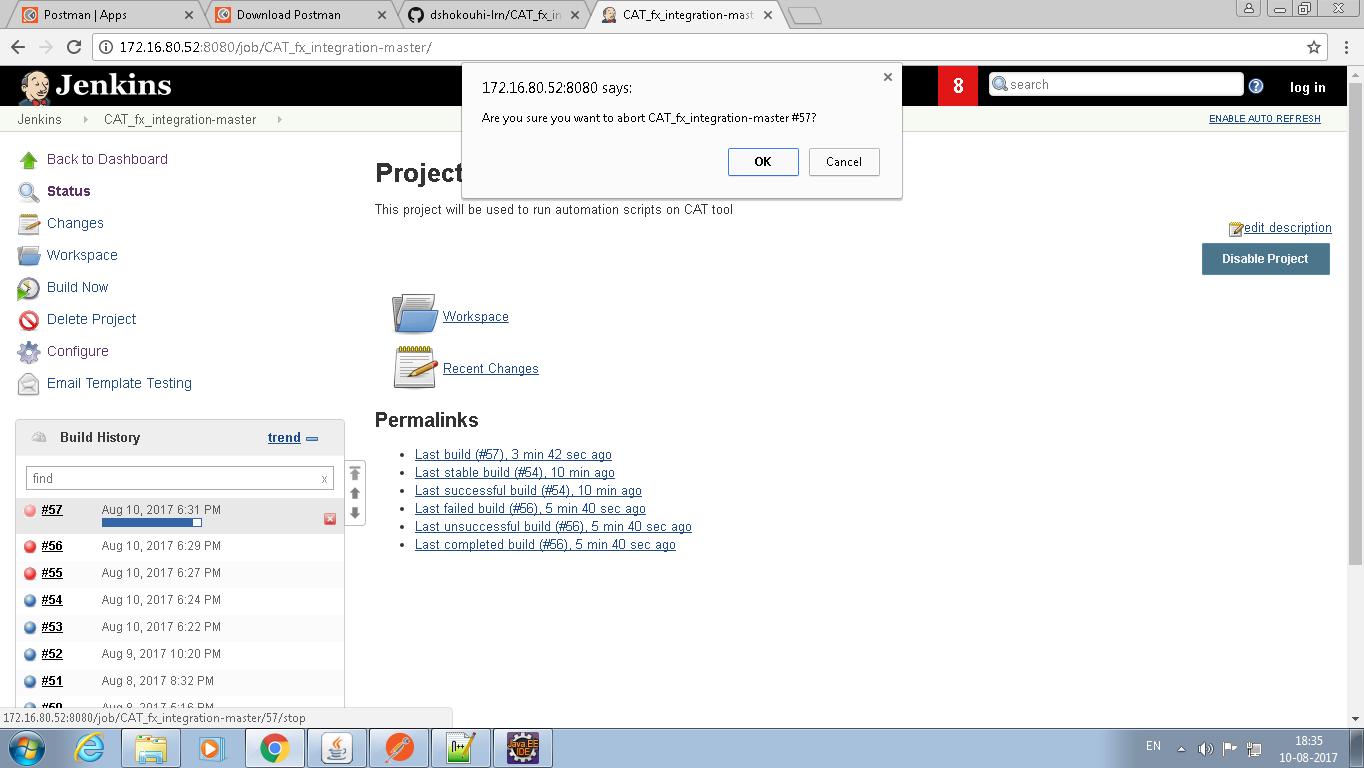 Postman | Apps
Download Postman
dshokouhi-lrn/CAT_fx_in
CAT_fx_integration-mast
172.16.80.52:8080/job/CAT_fx_integration-master/
Jenkins
8
search
log in
172.16.80.52:8080 says:
Are you sure you want to abort CAT_fx_integration-master #57?
OK
Cancel
Jenkins
CAT_fx_integration-master
ENABLE AUTO REFRESH
Back to Dashboard
Status
Changes
Workspace
Build Now
Delete Project
Configure
Email Template Testing
Project
This project will be used to run automation scripts on CAT tool
edit description
Disable Project
Workspace
Recent Changes
Permalinks
Last build (#57), 3 min 42 sec ago
Last stable build (#54), 10 min ago
Last successful build (#54), 10 min ago
Last failed build (#56), 5 min 40 sec ago
Last unsuccessful build (#56), 5 min 40 sec ago
Last completed build (#56), 5 min 40 sec ago
Build History
trend
find
x
#57 Aug 10, 2017 6:31 PM
#56 Aug 10, 2017 6:29 PM
#55 Aug 10, 2017 6:27 PM
#54 Aug 10, 2017 6:24 PM
#53 Aug 10, 2017 6:22 PM
#52 Aug 9, 2017 10:20 PM
#51 Aug 8, 2017 8:32 PM
#50 Aug 8, 2017 5:16 PM
172.16.80.52:8080/job/CAT_fx_integration-master/57/stop
Java EE
IDE
EN
18:35
10-08-2017